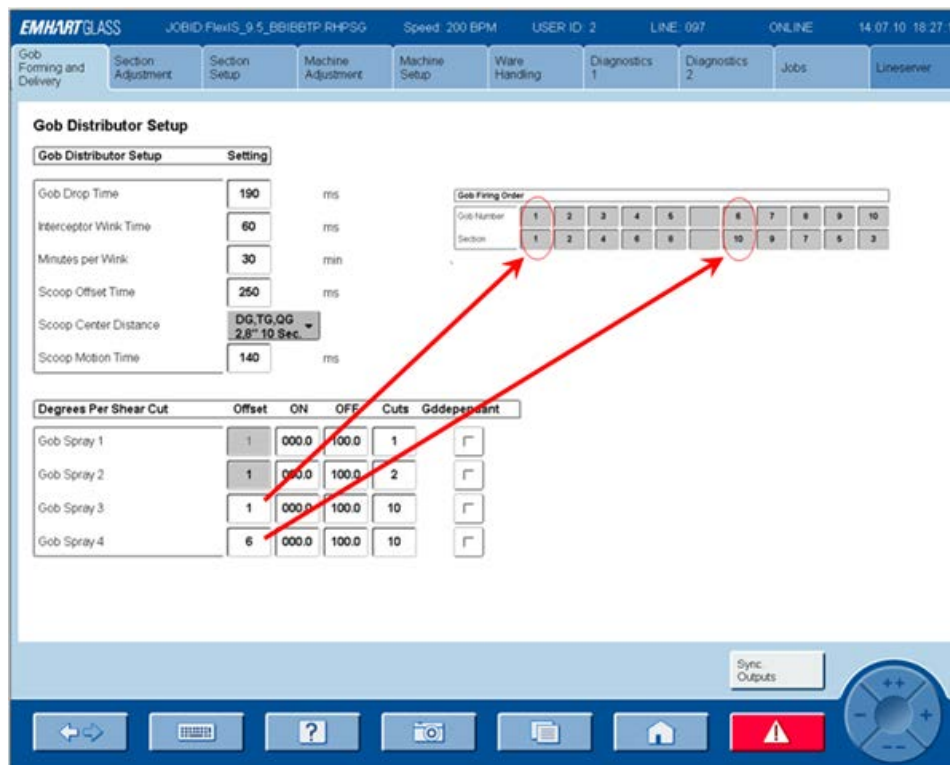 EMHARTGLASS JOBID:FlexIS_9.5_BBIBBTP.RHPSG Speed: 200 BPM USER ID: 2 LINE: 097 ONLINE 14.07.10 18:27
Gob Forming and Delivery Section Adjustment Section Setup Machine Adjustment Machine Setup Ware Handling Diagnostics 1 Diagnostics 2 Jobs Lineserver
Gob Distributor Setup
Gob Distributor Setup Setting
Gob Drop Time 190 ms
Interceptor Wink Time 60 ms
Minutes per Wink 30 min
Scoop Offset Time 250 ms
Scoop Center Distance DG,TG,QG 2,8" 10 Sec.
Scoop Motion Time 140 ms
Gob Firing Order
Gob Number 1 2 3 4 5 6 7 8 9 10
Section 1 2 4 6 8 10 9 7 5 3
Degrees Per Shear Cut Offset ON OFF Cuts Gddependant
Gob Spray 1 1 000.0 100.0 1
Gob Spray 2 1 000.0 100.0 2
Gob Spray 3 1 000.0 100.0 10
Gob Spray 4 6 000.0 100.0 10
Sync. Outputs
?
++
- +
--